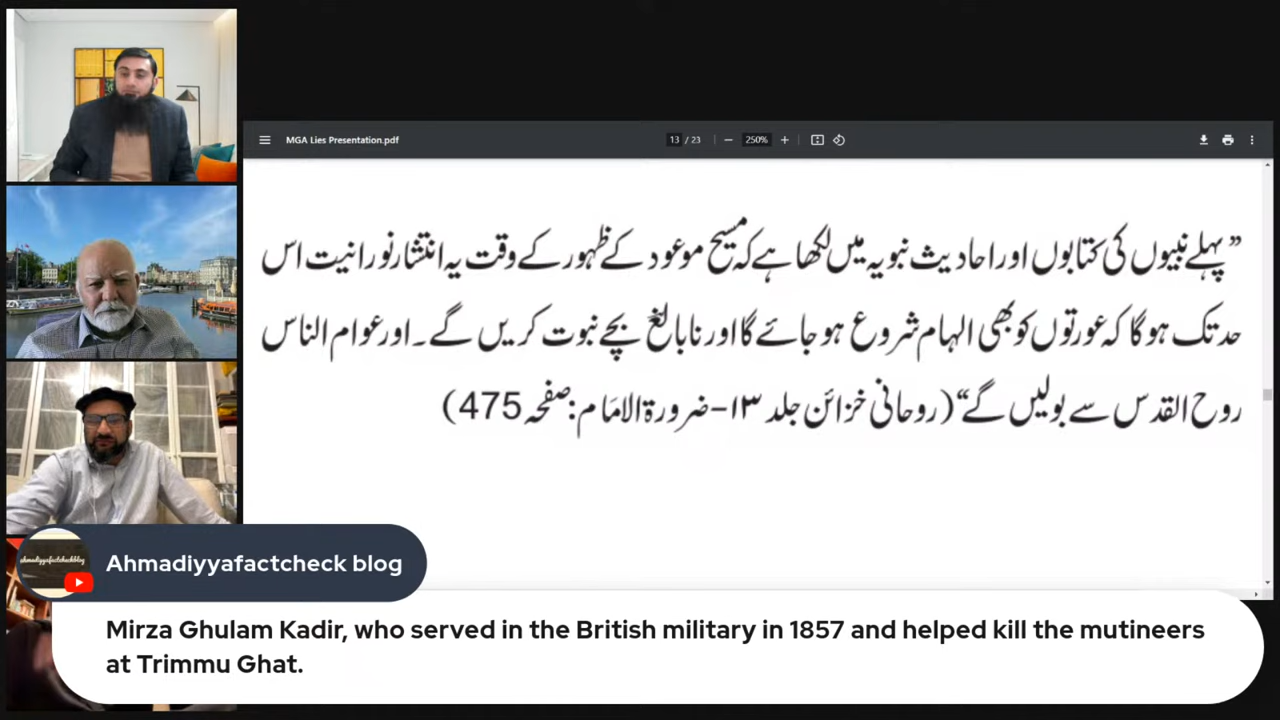 MGA Lies Presentation.pdf
13 / 23
250%
”پہلے نبیوں کی کتابوں اور احادیث نبویہ میں لکھا ہے کہ مسیح موعود کے ظہور کے وقت یہ انتشار نورانیت اس
حد تک ہوگا کہ عورتوں کو بھی الہام شروع ہو جائے گا اور نابالغ بچے نبوت کریں گے۔ اور عوام الناس
روح القدس سے بولیں گے“ (روحانی خزائن جلد ۱۳-ضرورۃ الامَام: صفحہ 475)
Ahmadiyyafactcheck blog
Mirza Ghulam Kadir, who served in the British military in 1857 and helped kill the mutineers
at Trimmu Ghat.